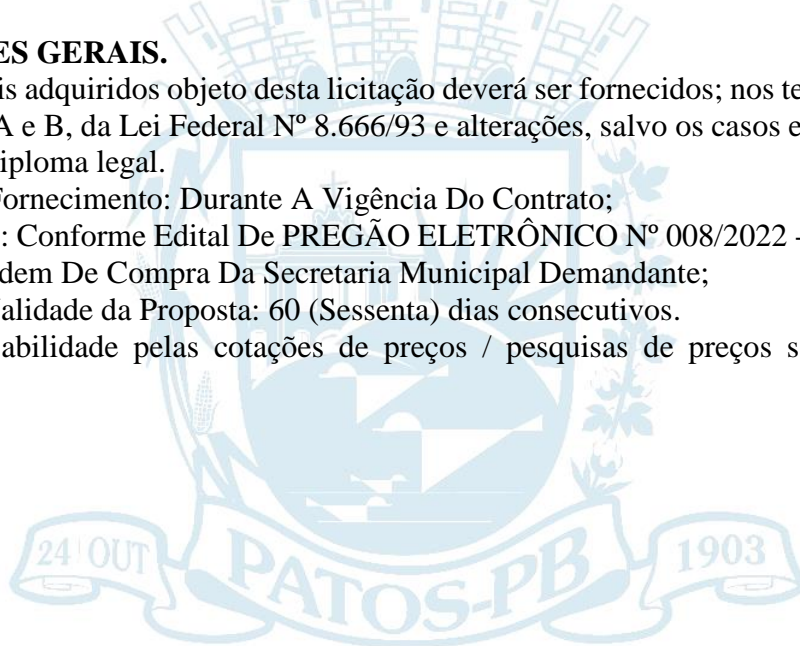 ES GERAIS.
is adquiridos objeto desta licitação deverá ser fornecidos; nos te
A e B, da Lei Federal Nº 8.666/93 e alterações, salvo os casos e
iploma legal.
Fornecimento: Durante A Vigência Do Contrato;
: Conforme Edital De PREGÃO ELETRÔNICO Nº 008/2022 -
dem De Compra Da Secretaria Municipal Demandante;
alidade da Proposta: 60 (Sessenta) dias consecutivos.
abilidade pelas cotações de preços / pesquisas de preços s
24 OUT
PATOS-PB
1903